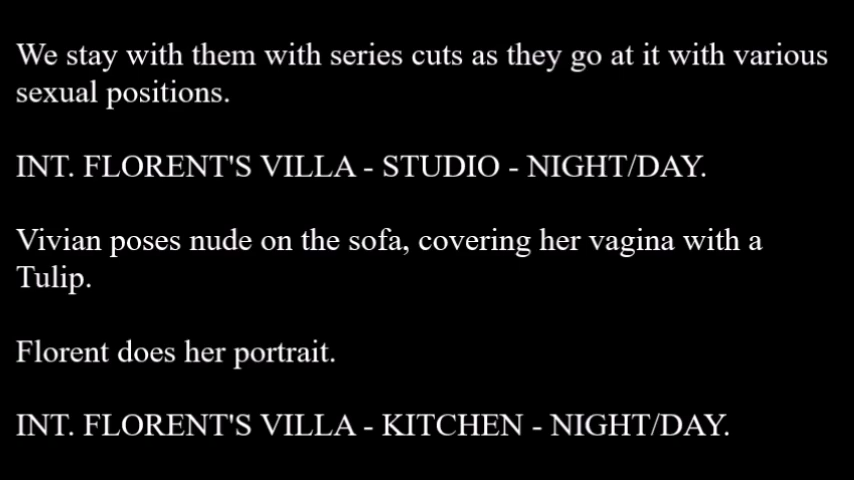 We stay with them with series cuts as they go at it with various
sexual positions.
INT. FLORENT'S VILLA - STUDIO - NIGHT/DAY.
Vivian poses nude on the sofa, covering her vagina with a
Tulip.
Florent does her portrait.
INT. FLORENT'S VILLA - KITCHEN - NIGHT/DAY.